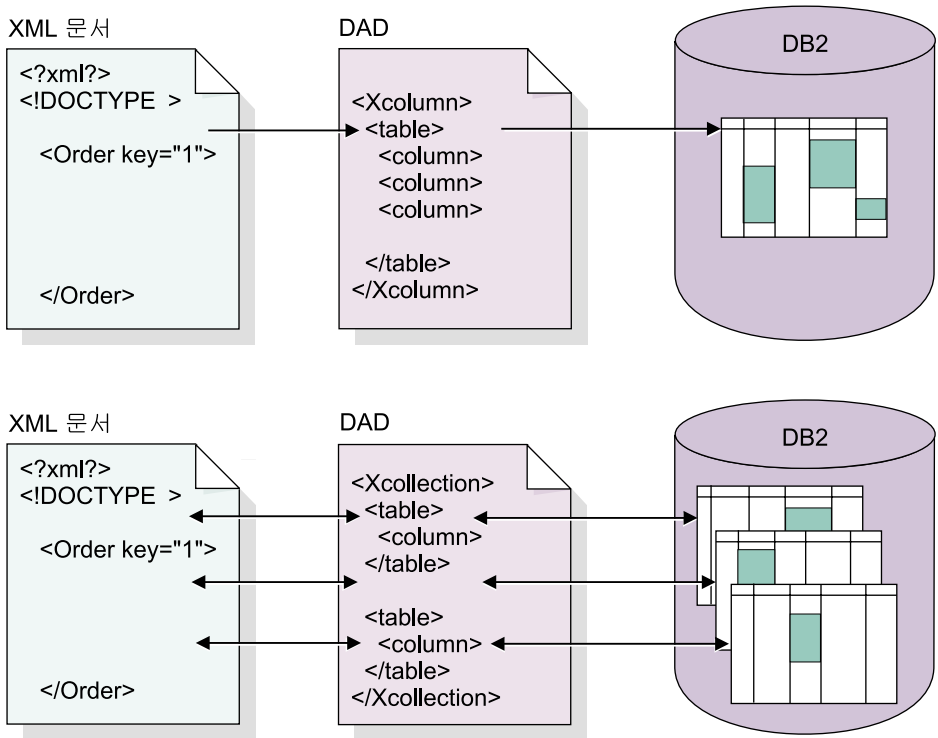 XML 문서
<?xml?>
<!DOCTYPE >
<Order key="1">
</Order>
DAD
<Xcolumn>
<table>
<column>
<column>
<column>
</table>
</Xcolumn>
DB2
XML 문서
<?xml?>
<!DOCTYPE >
<Order key="1">
</Order>
DAD
<Xcollection>
<table>
<column>
</table>
<table>
<column>
</table>
</Xcollection>
DB2